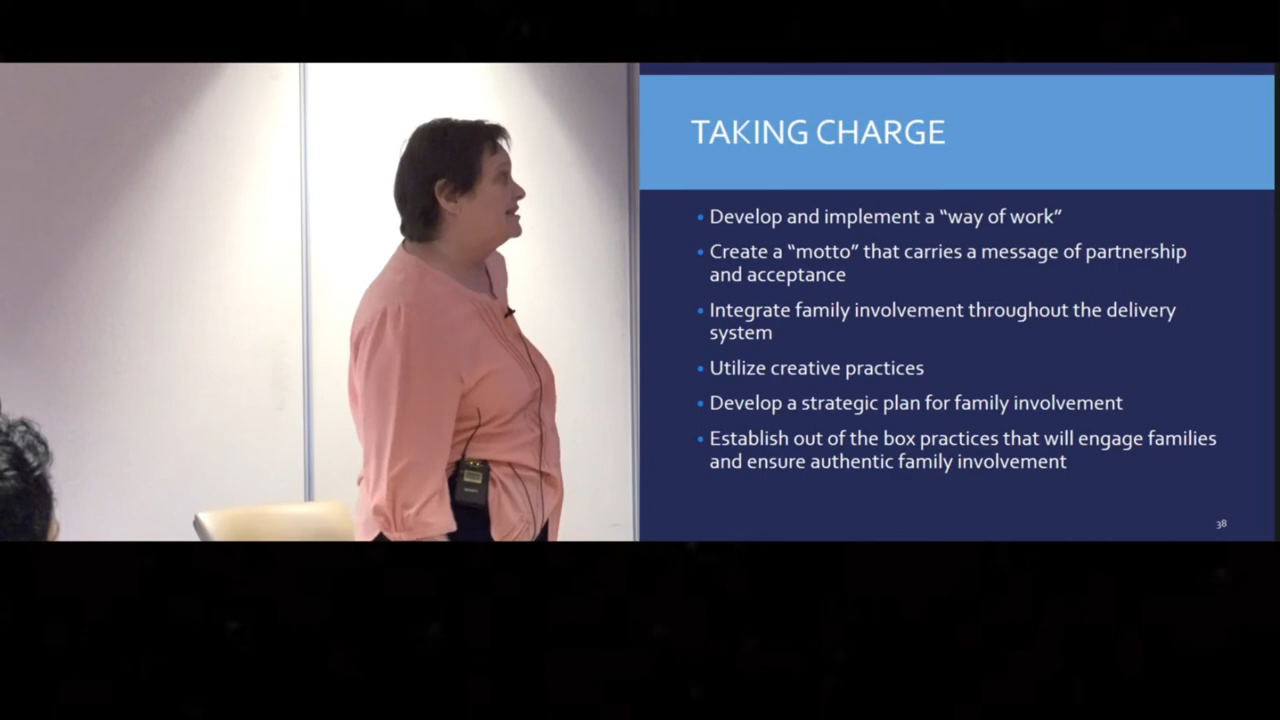 TAKING CHARGE
• Develop and implement a “way of work”
• Create a “motto” that carries a message of partnership
and acceptance
• Integrate family involvement throughout the delivery
system
• Utilize creative practices
• Develop a strategic plan for family involvement
• Establish out of the box practices that will engage families
and ensure authentic family involvement
38